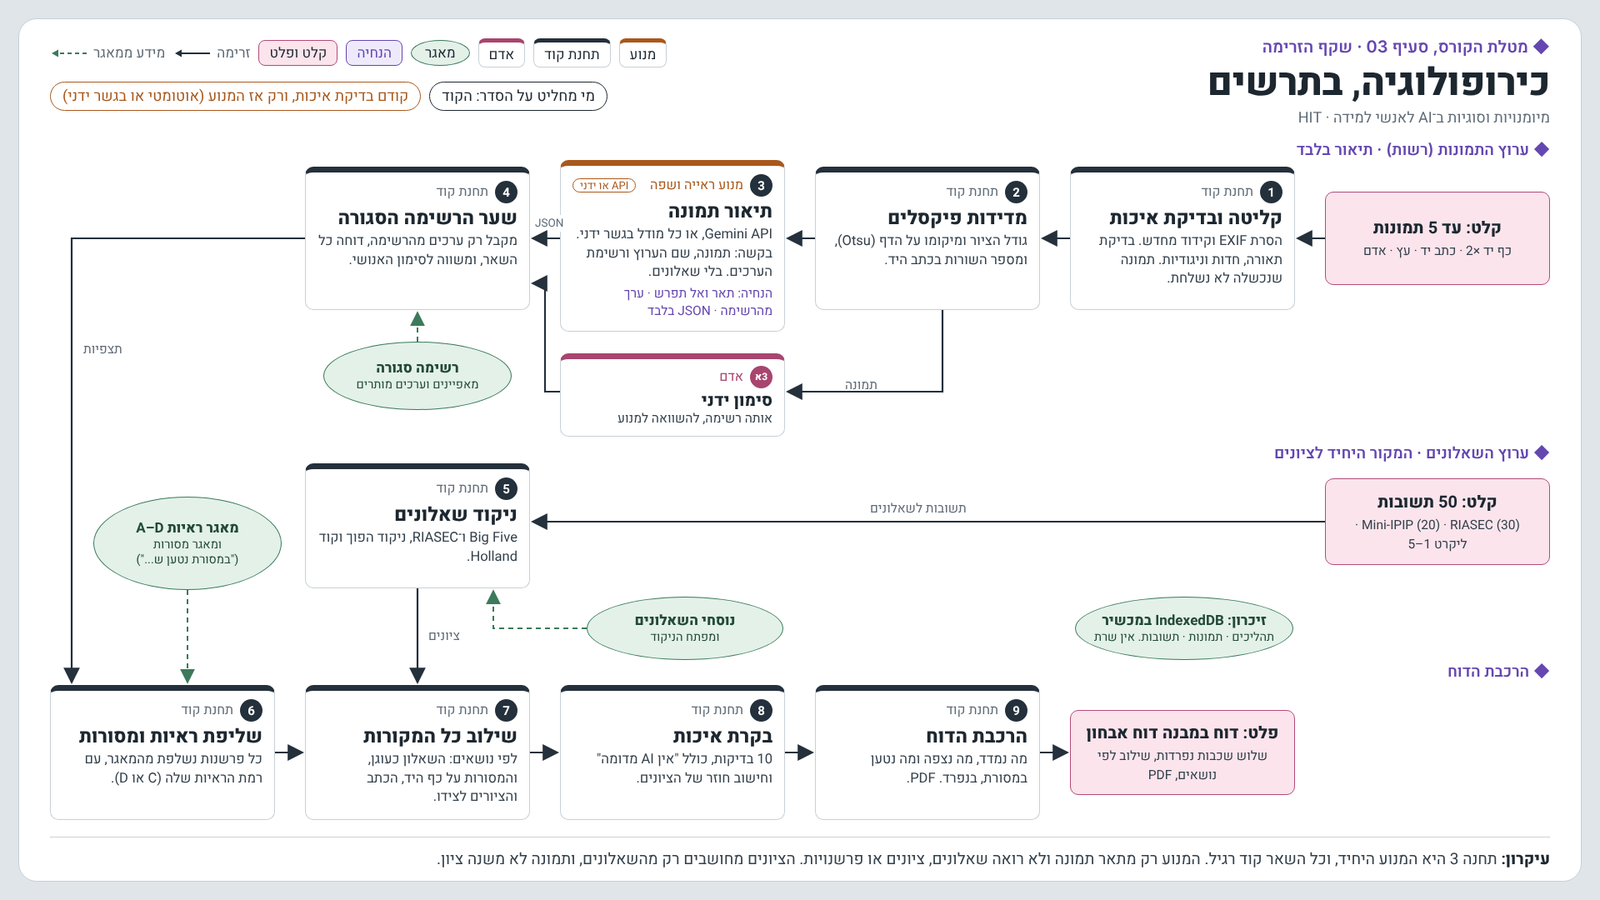 ◆ מטלת הקורס, סעיף 03 · שקף הזרימה
כירופולוגיה, בתרשים
מיומנויות וסוגיות ב־AI לאנשי למידה · HIT
מנוע
תחנת קוד
אדם
מאגר
הנחיה
קלט ופלט
זרימה
מידע ממאגר
מי מחליט על הסדר: הקוד
קודם בדיקת איכות, ורק אז המנוע (אוטומטי או בגשר ידני)
◆ ערוץ התמונות (רשות) · תיאור בלבד
קלט: עד 5 תמונות
כף יד ×2 · כתב יד · עץ · אדם
1 תחנת קוד
קליטה ובדיקת איכות
הסרת EXIF וקידוד מחדש. בדיקת
תאורה, חדות וניגודיות. תמונה
שנכשלה לא נשלחת.
2 תחנת קוד
מדידות פיקסלים
גודל הציור ומיקומו על הדף (Otsu),
ומספר השורות בכתב היד.
3 מנוע ראייה ושפה
API או ידני
תיאור תמונה
Gemini API, או כל מודל בגשר ידני.
בקשה: תמונה, שם הערוץ ורשימת
הערכים. בלי שאלונים.
הנחיה: תאר ואל תפרש · ערך
מהרשימה · JSON בלבד
JSON
4 תחנת קוד
שער הרשימה הסגורה
מקבל רק ערכים מהרשימה, דוחה כל
השאר, ומשווה לסימון האנושי.
תמונה
3א אדם
סימון ידני
אותה רשימה, להשוואה למנוע
רשימה סגורה
מאפיינים וערכים מותרים
תצפיות
◆ ערוץ השאלונים · המקור היחיד לציונים
קלט: 50 תשובות
Mini-IPIP (20) · RIASEC (30) ·
ליקרט 1–5
תשובות לשאלונים
5 תחנת קוד
ניקוד שאלונים
Big Five ו־RIASEC, ניקוד הפוך וקוד
Holland.
מאגר ראיות A–D
ומאגר מסורות
("במסורת נטען ש...")
זיכרון: IndexedDB במכשיר
תהליכים · תמונות · תשובות. אין שרת
נוסחי השאלונים
ומפתח הניקוד
ציונים
◆ הרכבת הדוח
6 תחנת קוד
שליפת ראיות ומסורות
כל פרשנות נשלפת מהמאגר, עם
רמת הראיות שלה (C או D).
7 תחנת קוד
שילוב כל המקורות
לפי נושאים: השאלון כעוגן,
והמסורות על כף היד, הכתב
והציורים לצידו.
8 תחנת קוד
בקרת איכות
10 בדיקות, כולל "אין AI מדומה"
וחישוב חוזר של הציונים.
9 תחנת קוד
הרכבת הדוח
מה נמדד, מה נצפה ומה נטען
במסורת, בנפרד. PDF.
פלט: דוח במבנה דוח אבחון
שלוש שכבות נפרדות, שילוב לפי
נושאים, PDF
עיקרון: תחנה 3 היא המנוע היחיד, וכל השאר קוד רגיל. המנוע רק מתאר תמונה ולא רואה שאלונים, ציונים או פרשנויות. הציונים מחושבים רק מהשאלונים, ותמונה לא משנה ציון.